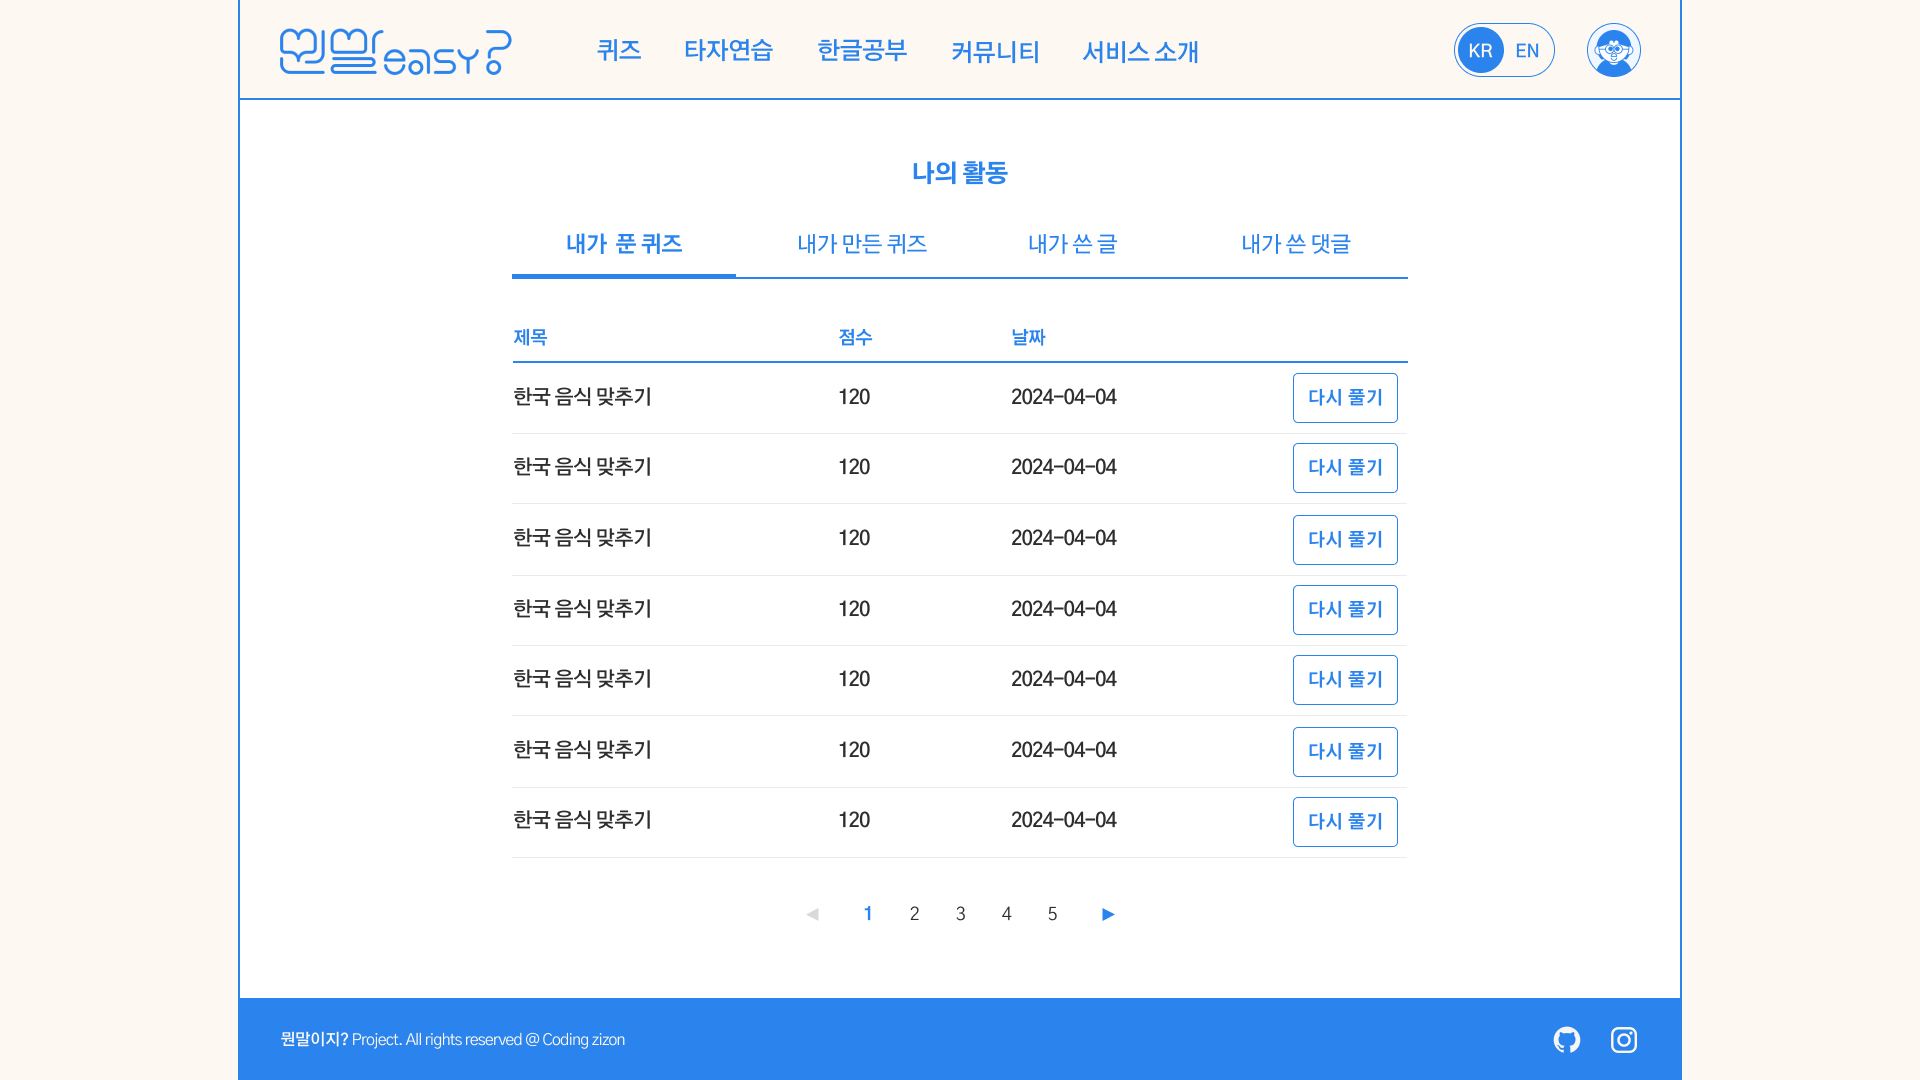 뭔말easy?
퀴즈 타자연습 한글공부 커뮤니티 서비스 소개
KR EN
나의 활동
내가 푼 퀴즈 내가 만든 퀴즈 내가 쓴 글 내가 쓴 댓글
제목 점수 날짜
한국 음식 맞추기 120 2024-04-04 다시 풀기
한국 음식 맞추기 120 2024-04-04 다시 풀기
한국 음식 맞추기 120 2024-04-04 다시 풀기
한국 음식 맞추기 120 2024-04-04 다시 풀기
한국 음식 맞추기 120 2024-04-04 다시 풀기
한국 음식 맞추기 120 2024-04-04 다시 풀기
한국 음식 맞추기 120 2024-04-04 다시 풀기
◀ 1 2 3 4 5 ▶
뭔말이지? Project. All rights reserved @ Coding zizon